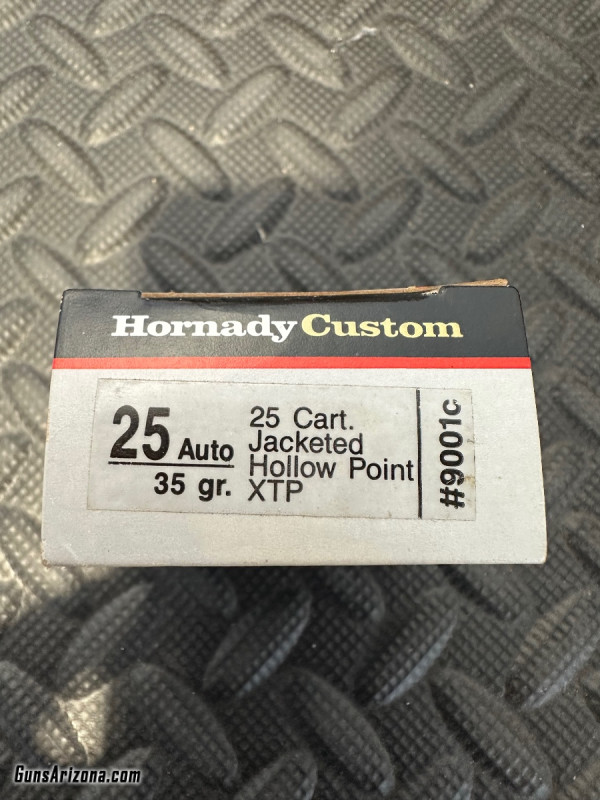 Hornady Custom
25 Auto
35 gr.
25 Cart.
Jacketed
Hollow Point
XTP
#9001c
GunsArizona.com